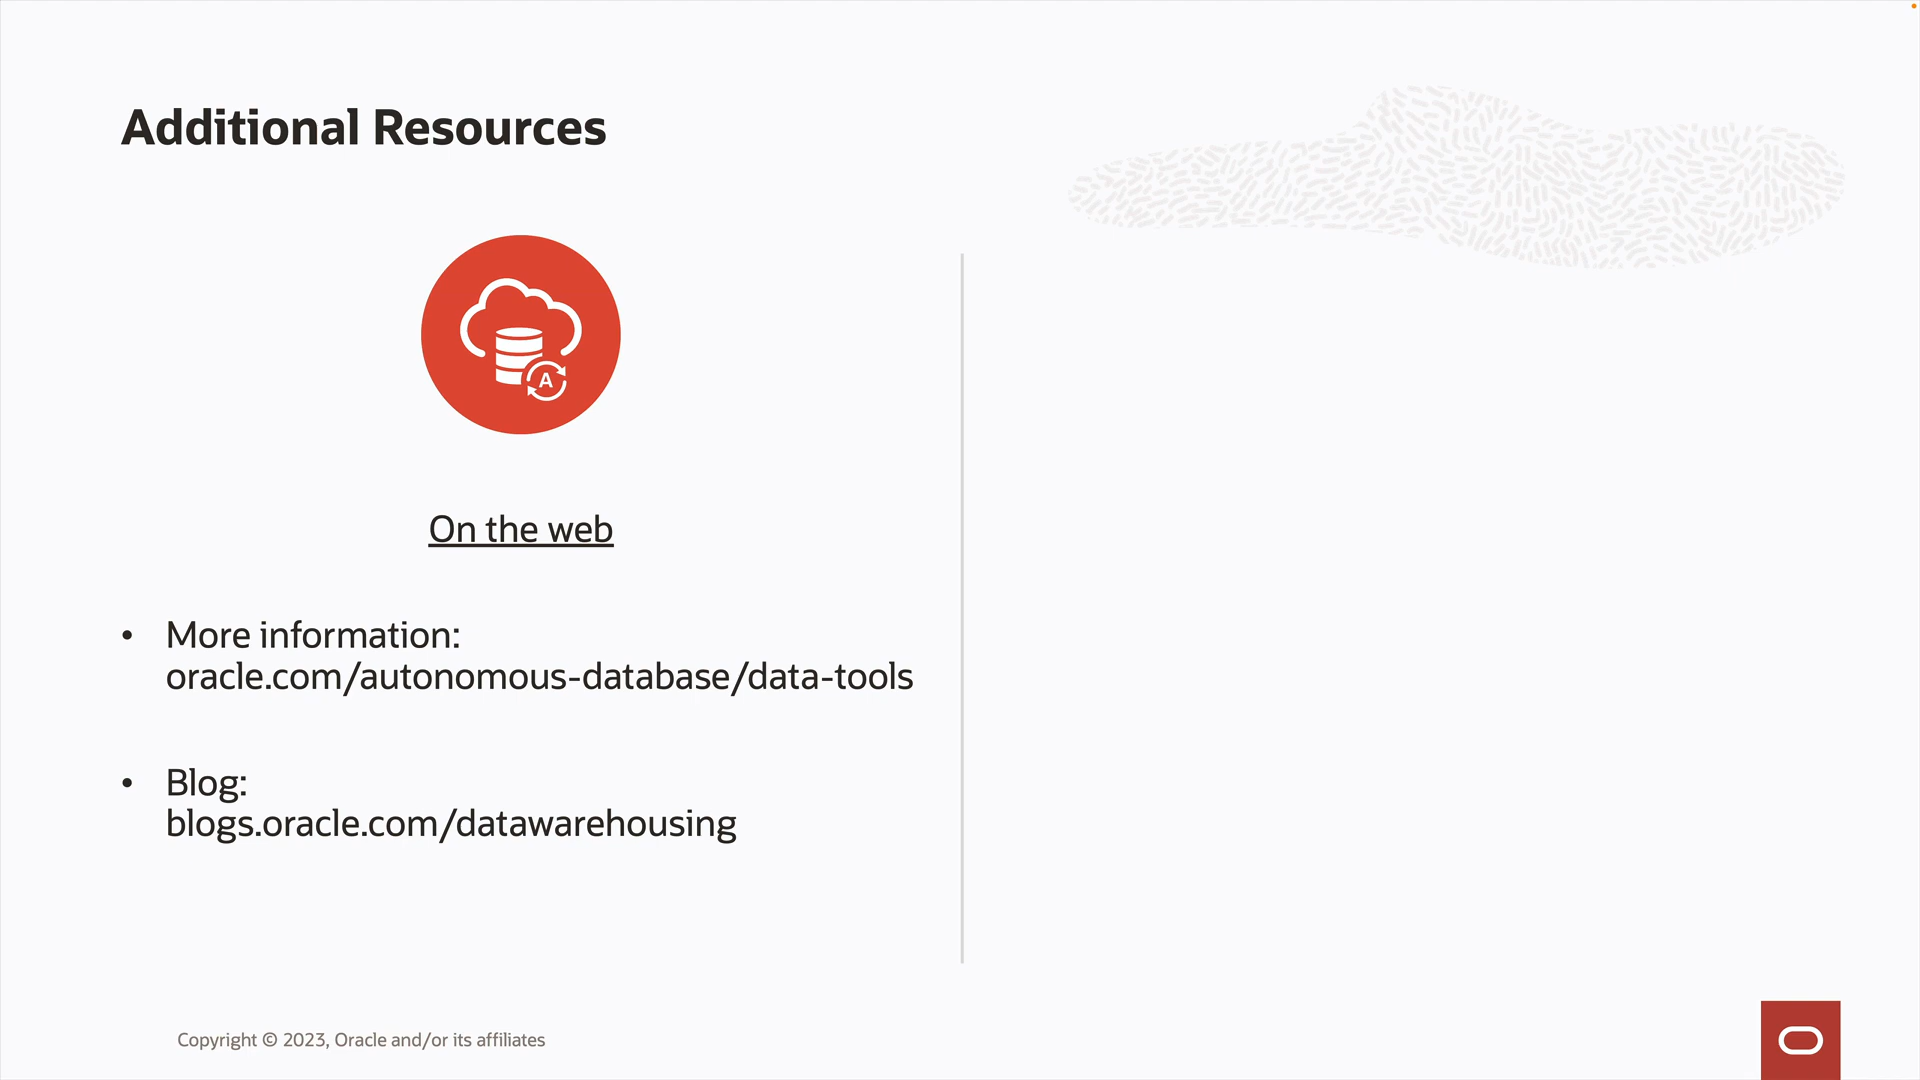 Additional Resources
A
On the web
• More information:
oracle.com/autonomous-database/data-tools
• Blog:
blogs.oracle.com/datawarehousing
Copyright © 2023, Oracle and/or its affiliates